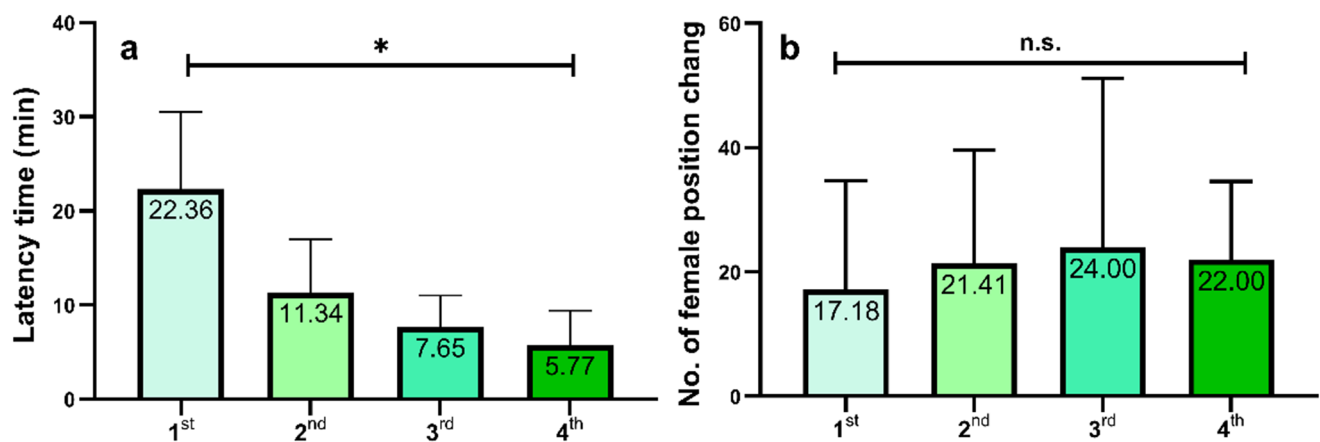 a
*
Latency time (min)
40
30
20
10
0
22.36
11.34
7.65
5.77
1st
2nd
3rd
4th
b
n.s.
No. of female position chang
60
40
20
0
17.18
21.41
24.00
22.00
1st
2nd
3rd
4th